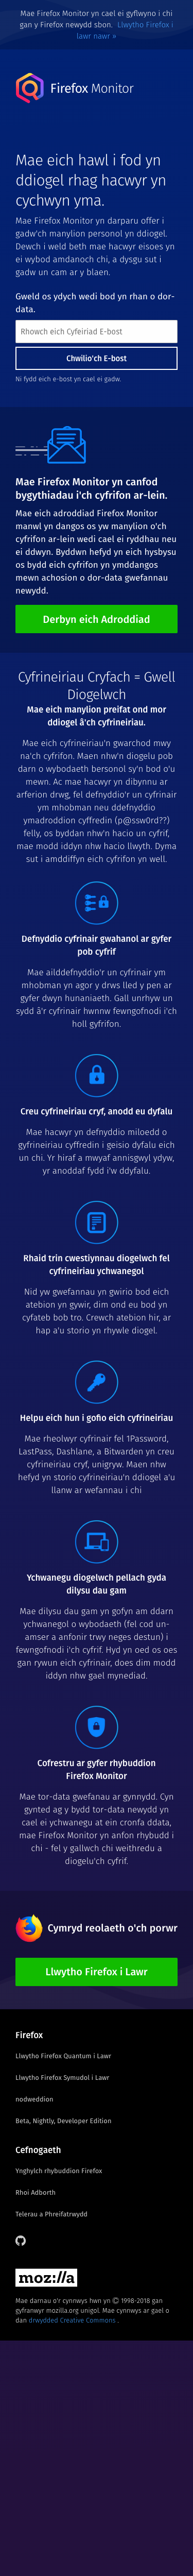 Mae Firefox Monitor yn cael ei gyflwyno i chi
gan y Firefox newydd sbon. Llwytho Firefox i
lawr nawr »
Firefox Monitor
Mae eich hawl i fod yn
ddiogel rhag hacwyr yn
cychwyn yma.
Mae Firefox Monitor yn darparu offer i
gadw'ch manylion personol yn ddiogel.
Dewch i weld beth mae hacwyr eisoes yn
ei wybod amdanoch chi, a dysgu sut i
gadw un cam ar y blaen.
Gweld os ydych wedi bod yn rhan o dor-
data.
Rhowch eich Cyfeiriad E-bost
Chwilio'ch E-bost
Ni fydd eich e-bost yn cael ei gadw.
Mae Firefox Monitor yn canfod
bygythiadau i'ch cyfrifon ar-lein.
Mae eich adroddiad Firefox Monitor
manwl yn dangos os yw manylion o'ch
cyfrifon ar-lein wedi cael ei ryddhau neu
ei ddwyn. Byddwn hefyd yn eich hysbysu
os bydd eich cyfrifon yn ymddangos
mewn achosion o dor-data gwefannau
newydd.
Derbyn eich Adroddiad
Cyfrineiriau Cryfach = Gwell
Diogelwch
Mae eich manylion preifat ond mor
ddiogel â'ch cyfrineiriau.
Mae eich cyfrineiriau'n gwarchod mwy
na'ch cyfrifon. Maen nhw'n diogelu pob
darn o wybodaeth bersonol sy'n bod o'u
mewn. Ac mae hacwyr yn dibynnu ar
arferion drwg, fel defnyddio'r un cyfrinair
ym mhobman neu ddefnyddio
ymadroddion cyffredin (p@ssw0rd??)
felly, os byddan nhw'n hacio un cyfrif,
mae modd iddyn nhw hacio llwyth. Dyma
sut i amddiffyn eich cyfrifon yn well.
Defnyddio cyfrinair gwahanol ar gyfer
pob cyfrif
Mae ailddefnyddio'r un cyfrinair ym
mhobman yn agor y drws lled y pen ar
gyfer dwyn hunaniaeth. Gall unrhyw un
sydd â'r cyfrinair hwnnw fewngofnodi i'ch
holl gyfrifon.
Creu cyfrineiriau cryf, anodd eu dyfalu
Mae hacwyr yn defnyddio miloedd o
gyfrineiriau cyffredin i geisio dyfalu eich
un chi. Yr hiraf a mwyaf annisgwyl ydyw,
yr anoddaf fydd i'w ddyfalu.
Rhaid trin cwestiynnau diogelwch fel
cyfrineiriau ychwanegol
Nid yw gwefannau yn gwirio bod eich
atebion yn gywir, dim ond eu bod yn
cyfateb bob tro. Crewch atebion hir, ar
hap a'u storio yn rhywle diogel.
Helpu eich hun i gofio eich cyfrineiriau
Mae rheolwyr cyfrinair fel 1Password,
LastPass, Dashlane, a Bitwarden yn creu
cyfrineiriau cryf, unigryw. Maen nhw
hefyd yn storio cyfrineiriau'n ddiogel a'u
llanw ar wefannau i chi
Ychwanegu diogelwch pellach gyda
dilysu dau gam
Mae dilysu dau gam yn gofyn am ddarn
ychwanegol o wybodaeth (fel cod un-
amser a anfonir trwy neges destun) i
fewngofnodi i'ch cyfrif. Hyd yn oed os oes
gan rywun eich cyfrinair, does dim modd
iddyn nhw gael mynediad.
Cofrestru ar gyfer rhybuddion
Firefox Monitor
Mae tor-data gwefanau ar gynnydd. Cyn
gynted ag y bydd tor-data newydd yn
cael ei ychwanegu at ein cronfa ddata,
mae Firefox Monitor yn anfon rhybudd i
chi - fel y gallwch chi weithredu a
diogelu'ch cyfrif.
Cymryd reolaeth o'ch porwr
Llwytho Firefox i Lawr
Firefox
Llwytho Firefox Quantum i Lawr
Llwytho Firefox Symudol i Lawr
nodweddion
Beta, Nightly, Developer Edition
Cefnogaeth
Ynghylch rhybuddion Firefox
Rhoi Adborth
Telerau a Phreifatrwydd
moz://a
Mae darnau o'r cynnwys hwn yn © 1998-2018 gan
gyfranwyr mozilla.org unigol. Mae cynnwys ar gael o
dan drwydded Creative Commons .